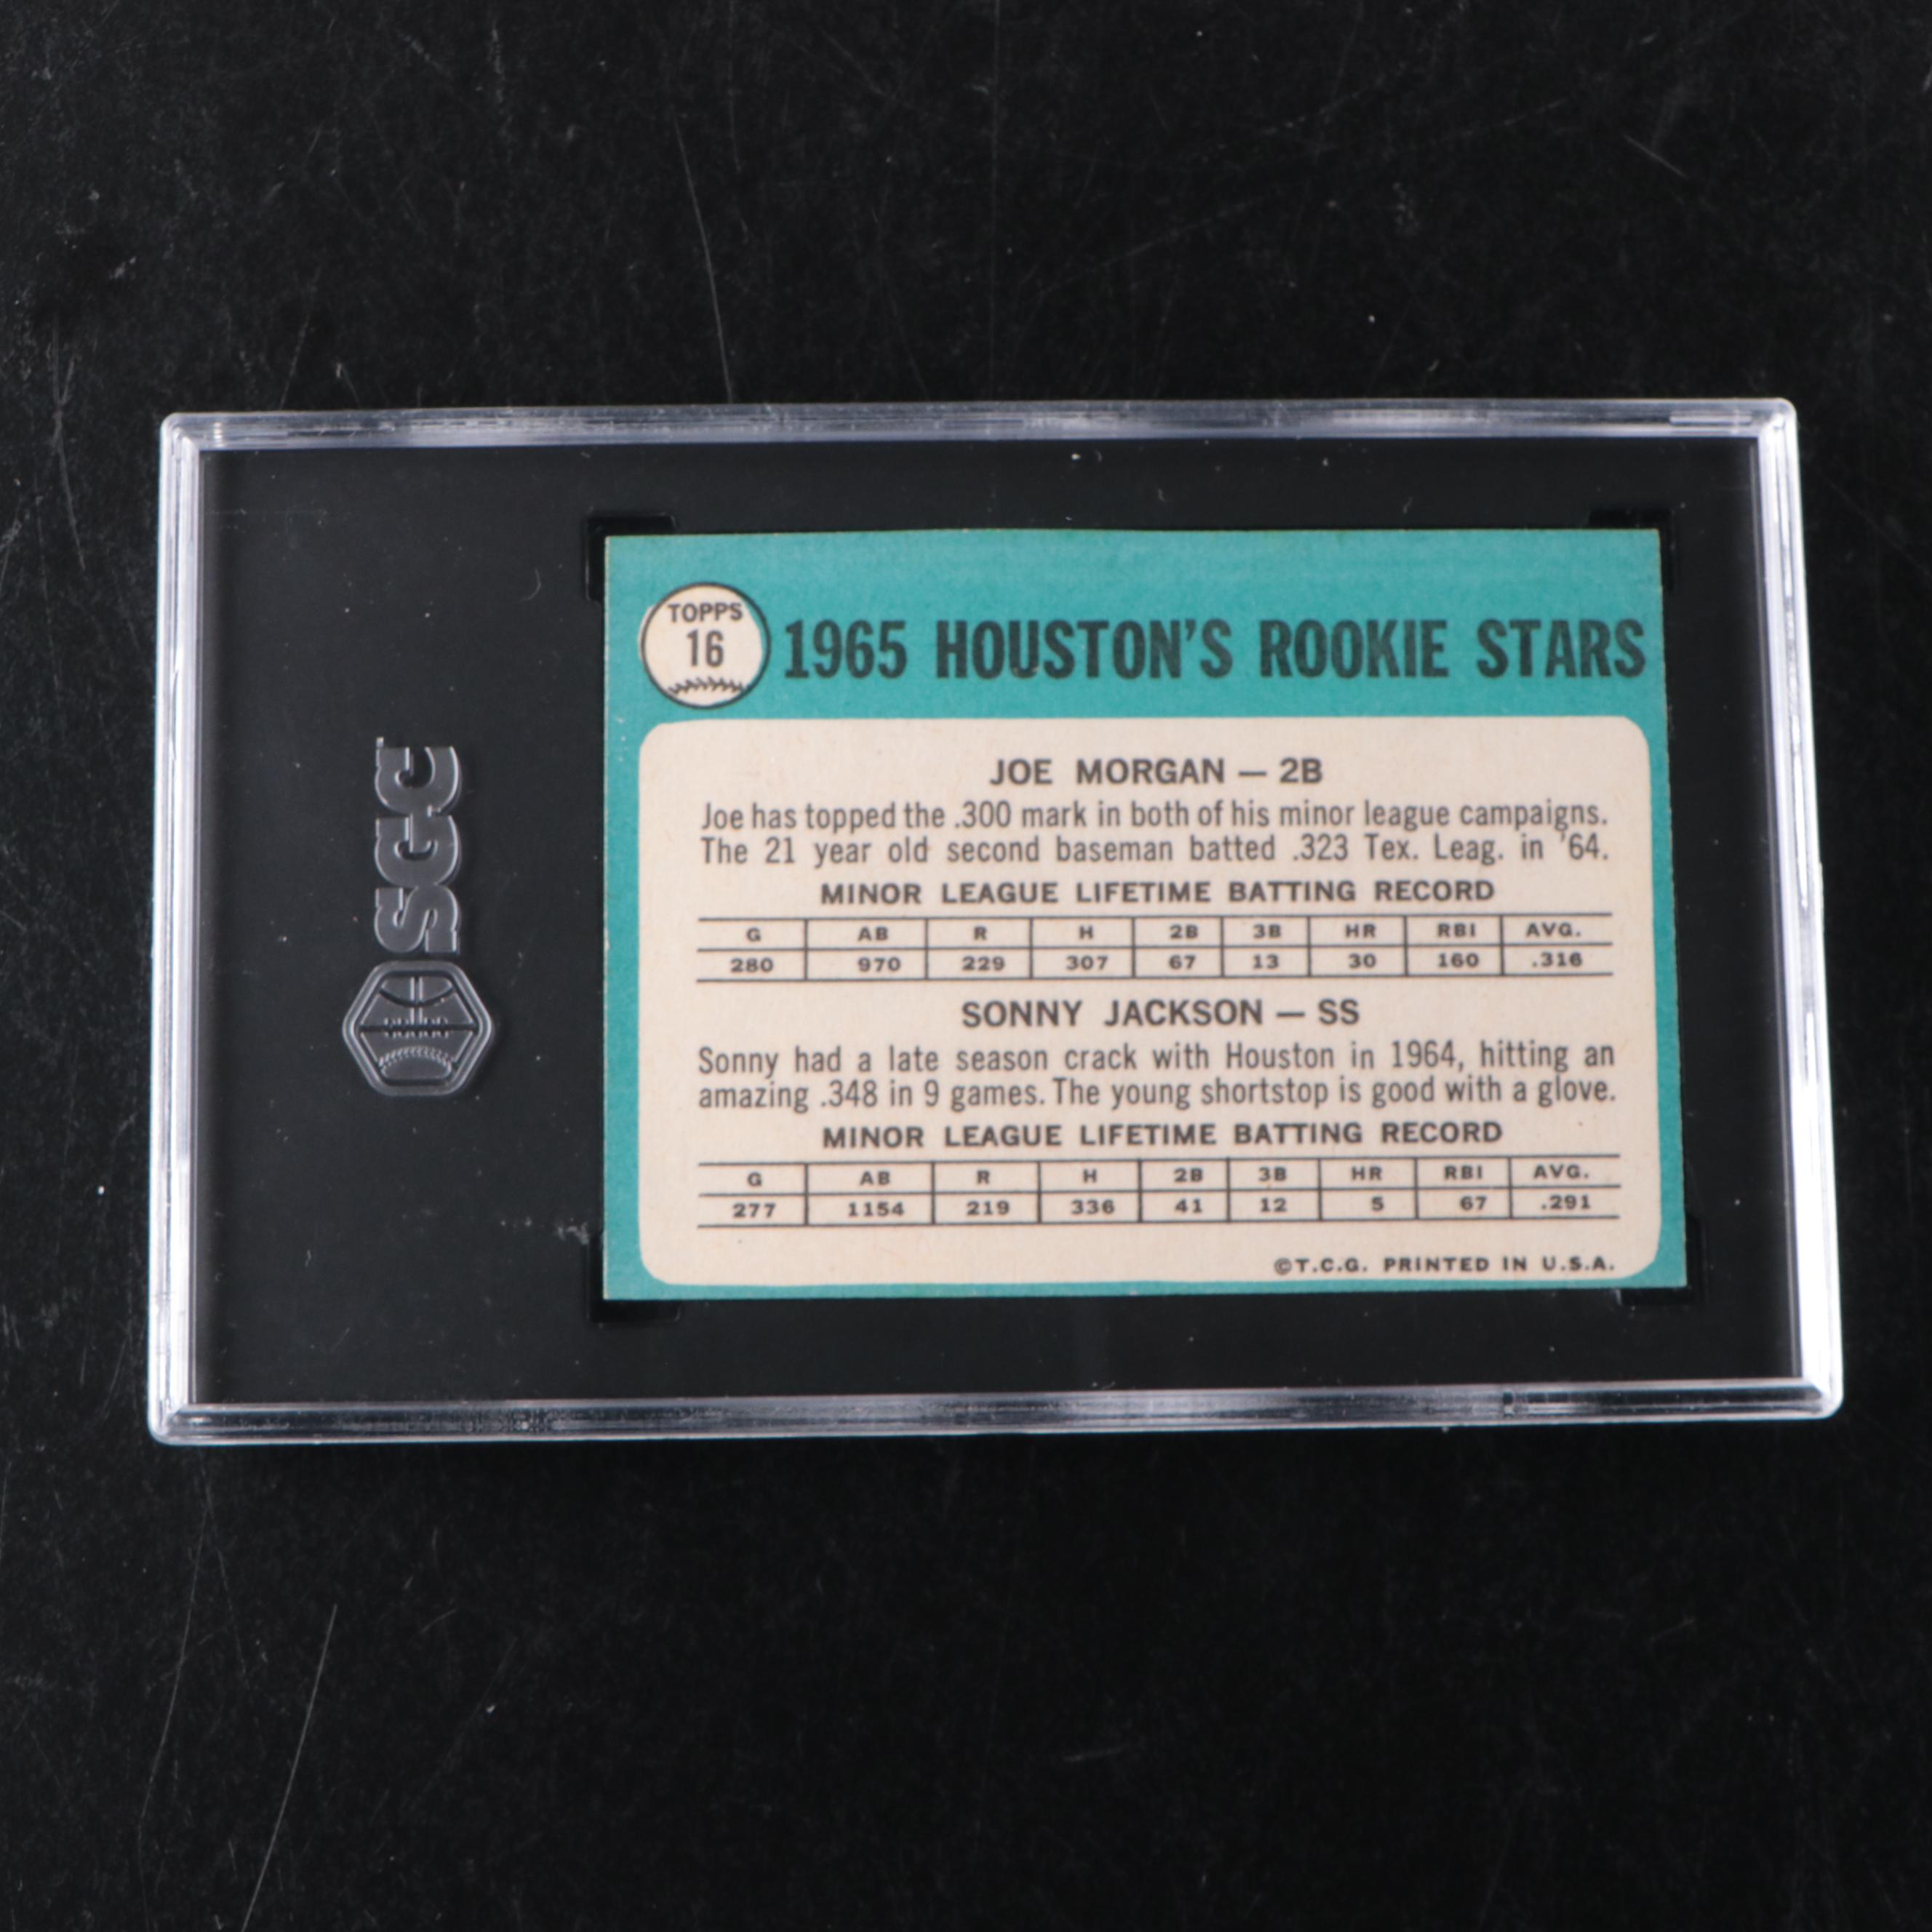 SGC
TOPPS
16
1965 HOUSTON'S ROOKIE STARS
JOE MORGAN — 2B
Joe has topped the .300 mark in both of his minor league campaigns.
The 21 year old second baseman batted .323 Tex. Leag. in '64.
MINOR LEAGUE LIFETIME BATTING RECORD
G AB R H 2B 3B HR RBI AVG.
280 970 229 307 67 13 30 160 .316
SONNY JACKSON — SS
Sonny had a late season crack with Houston in 1964, hitting an
amazing .348 in 9 games. The young shortstop is good with a glove.
MINOR LEAGUE LIFETIME BATTING RECORD
G AB R H 2B 3B HR RBI AVG.
277 1154 219 336 41 12 5 67 .291
©T.C.G. PRINTED IN U.S.A.